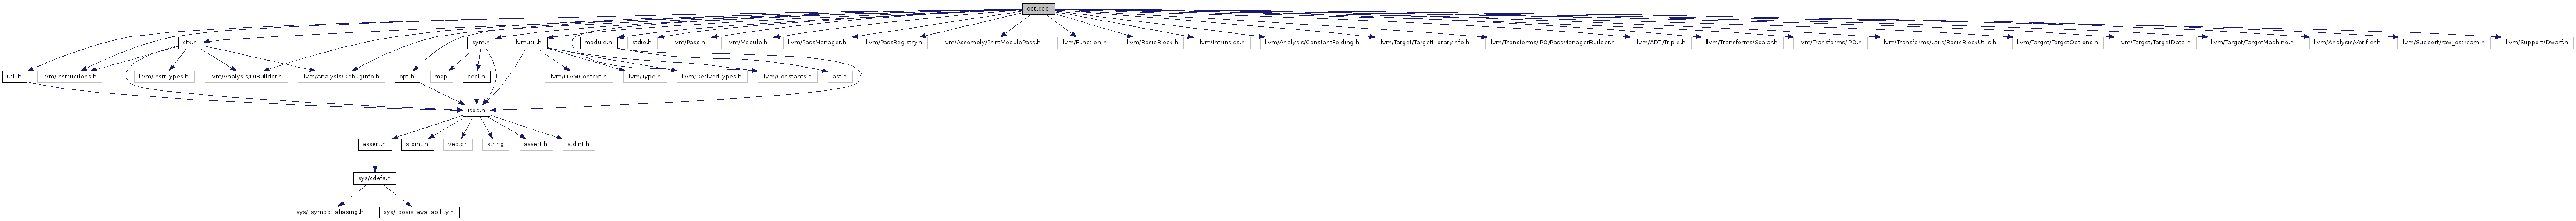 opt.cpp
ctx.h
sym.h
llvmutil.h
module.h
stdio.h
llvm/Pass.h
llvm/Module.h
llvm/PassManager.h
llvm/PassRegistry.h
llvm/Assembly/PrintModulePass.h
llvm/Function.h
llvm/BasicBlock.h
llvm/Intrinsics.h
llvm/Analysis/ConstantFolding.h
llvm/Target/TargetLibraryInfo.h
llvm/Transforms/IPO/PassManagerBuilder.h
llvm/ADT/Triple.h
llvm/Transforms/Scalar.h
llvm/Transforms/IPO.h
llvm/Transforms/Utils/BasicBlockUtils.h
llvm/Target/TargetOptions.h
llvm/Target/TargetData.h
llvm/Target/TargetMachine.h
llvm/Analysis/Verifier.h
llvm/Support/raw_ostream.h
llvm/Support/Dwarf.h
util.h
llvm/Instructions.h
llvm/InstrTypes.h
llvm/Analysis/DIBuilder.h
llvm/Analysis/DebugInfo.h
opt.h
map
decl.h
llvm/LLVMContext.h
llvm/Type.h
llvm/DerivedTypes.h
llvm/Constants.h
ast.h
ispc.h
assert.h
stdint.h
vector
string
assert.h
stdint.h
sys/cdefs.h
sys/_symbol_aliasing.h
sys/_posix_availability.h